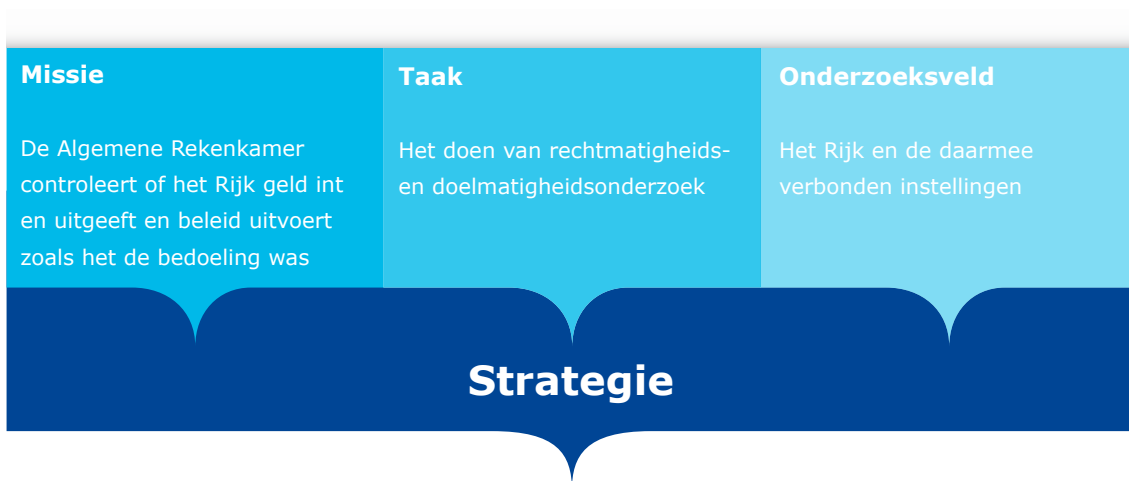 Missie
De Algemene Rekenkamer
controleert of het Rijk geld int
en uitgeeft en beleid uitvoert
zoals het de bedoeling was
Taak
Het doen van rechtmatigheids-
en doelmatigheidsonderzoek
Onderzoeksveld
Het Rijk en de daarmee
verbonden instellingen
Strategie